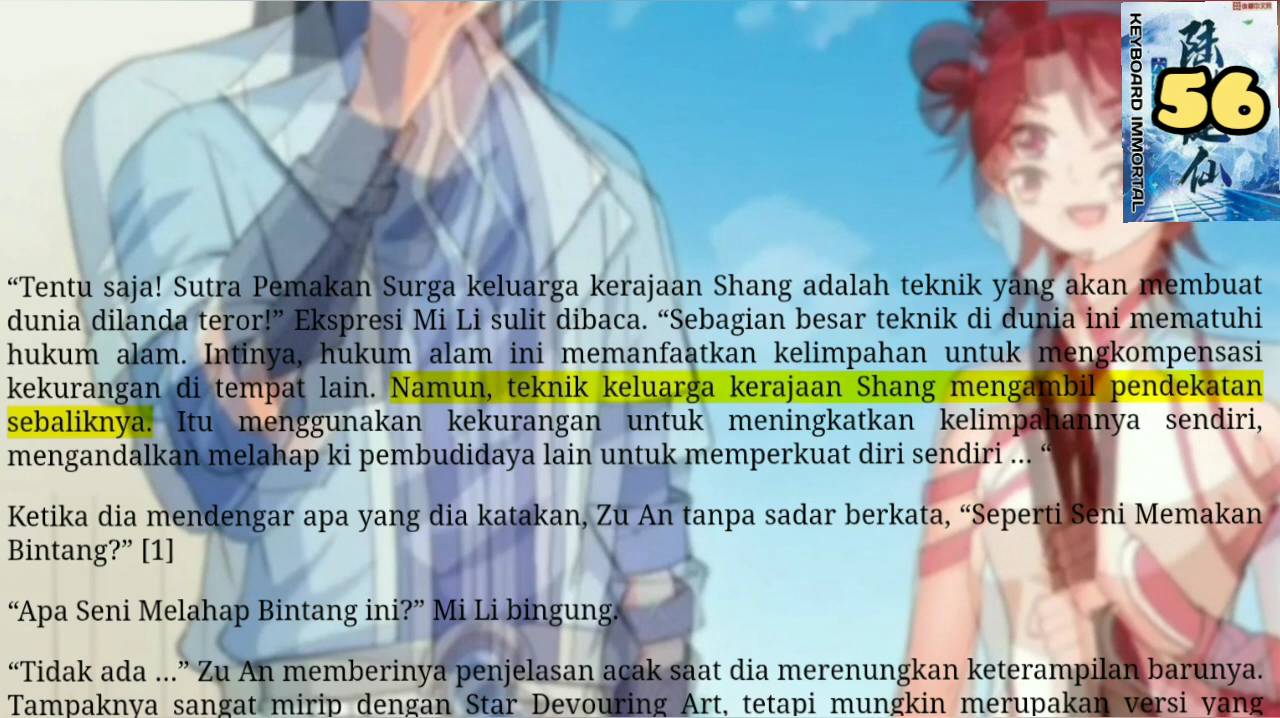 KEYBOARD IMMORTAL
56
仙
“Tentu saja! Sutra Pemakan Surga keluarga kerajaan Shang adalah teknik yang akan membuat
dunia dilanda teror!” Ekspresi Mi Li sulit dibaca. “Sebagian besar teknik di dunia ini mematuhi
hukum alam. Intinya, hukum alam ini memanfaatkan kelimpahan untuk mengkompensasi
kekurangan di tempat lain. Namun, teknik keluarga kerajaan Shang mengambil pendekatan
sebaliknya. Itu menggunakan kekurangan untuk meningkatkan kelimpahannya sendiri,
mengandalkan melahap ki pembudidaya lain untuk memperkuat diri sendiri ... “
Ketika dia mendengar apa yang dia katakan, Zu An tanpa sadar berkata, “Seperti Seni Memakan
Bintang?” [1]
“Apa Seni Melahap Bintang ini?” Mi Li bingung.
“Tidak ada ...” Zu An memberinya penjelasan acak saat dia merenungkan keterampilan barunya.
Tampaknya sangat mirip dengan Star Devouring Art, tetapi mungkin merupakan versi yang